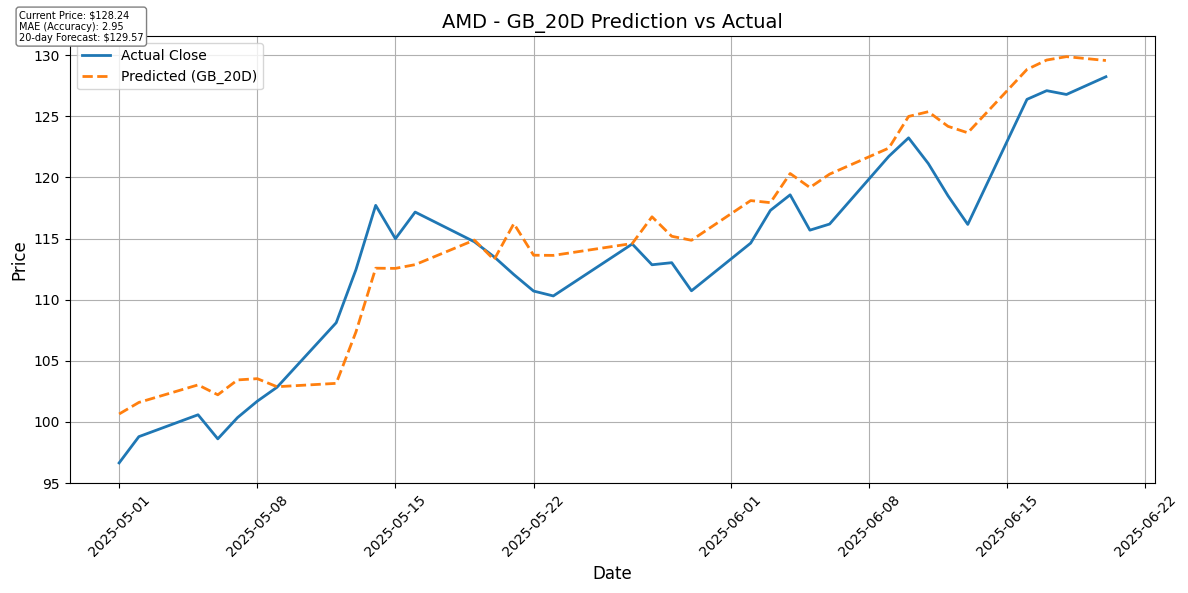 AMD - GB_20D Prediction vs Actual
Current Price: $128.24
MAE (Accuracy): 2.95
20-day Forecast: $129.57
Actual Close
Predicted (GB_20D)
Price
130
125
120
115
110
105
100
95
2025-05-01
2025-05-08
2025-05-15
2025-05-22
2025-06-01
2025-06-08
2025-06-15
2025-06-22
Date